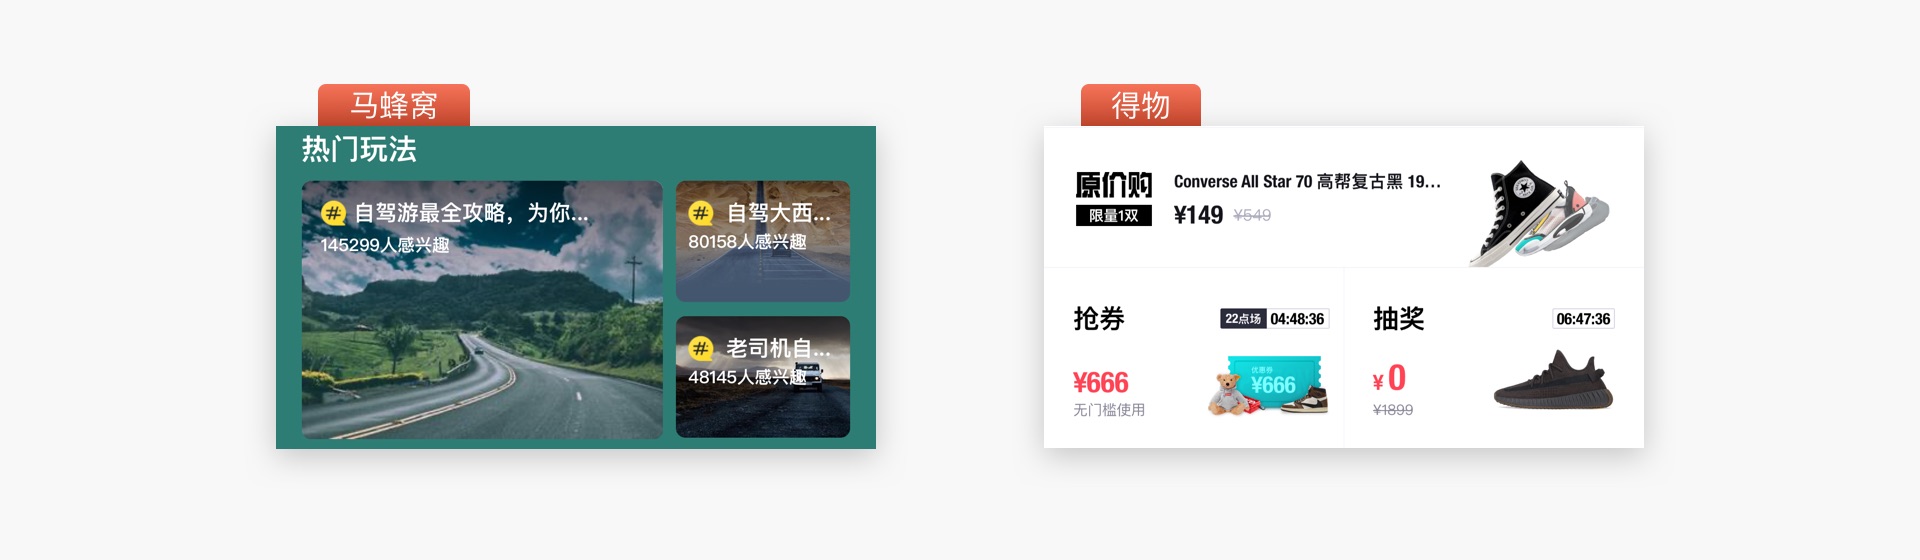 马蜂窝
热门玩法
自驾游最全攻略，为你...
145299人感兴趣
自驾大西...
80158人感兴趣
老司机自...
48145人感兴趣
得物
原价购
限量1双
Converse All Star 70 高帮复古黑 19...
¥149 ¥549
抢券
22点场 04:48:36
¥666
无门槛使用
优惠券
¥666
抽奖
06:47:36
¥0
¥1899